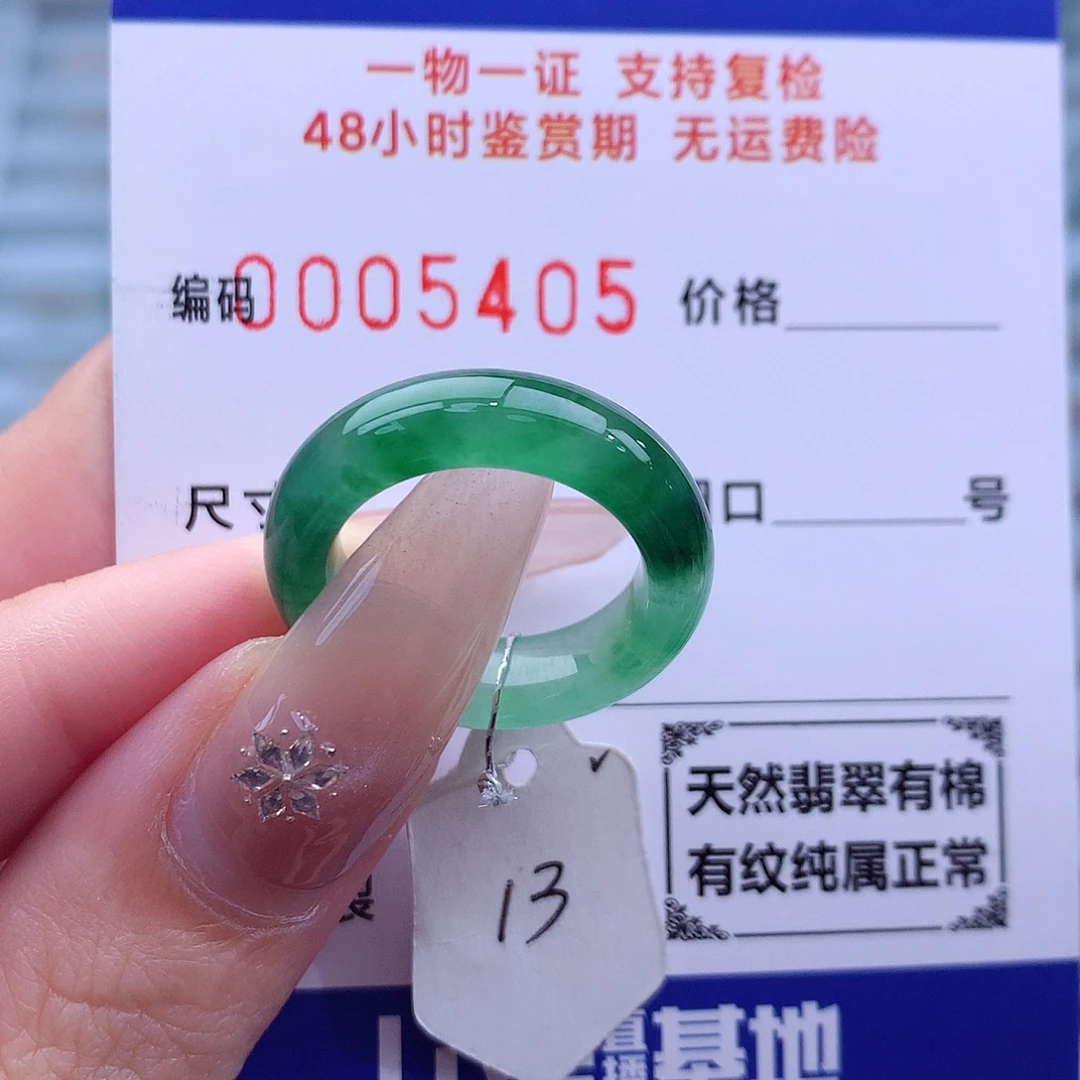 一物一证 支持复检
48小时鉴赏期 无运费险
编码0005405 价格
尺寸
口 号
天然翡翠有棉
有纹纯属正常
13
直播基地